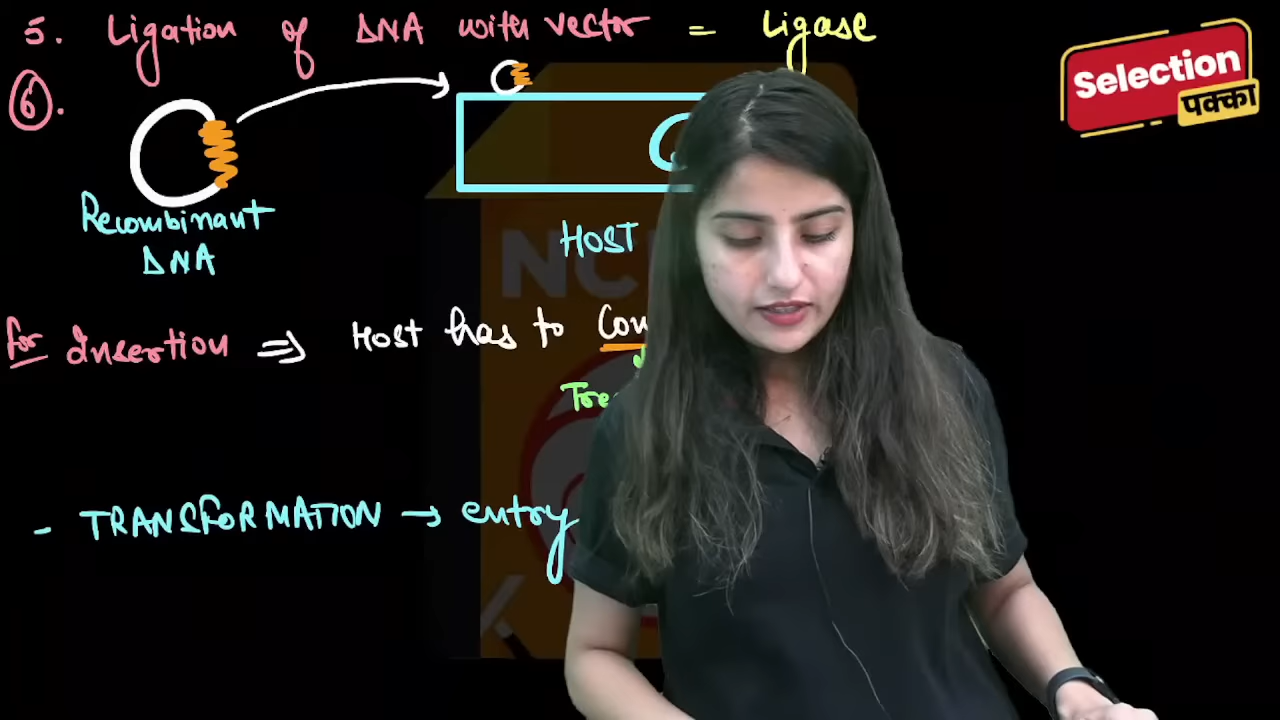 5. Ligation of DNA with vector = Ligase
6.
Selection
पक्का
Recombinant
DNA
HOST
NC
for Insertion ⇒ HOST has to
TRANSFORMATION → entry